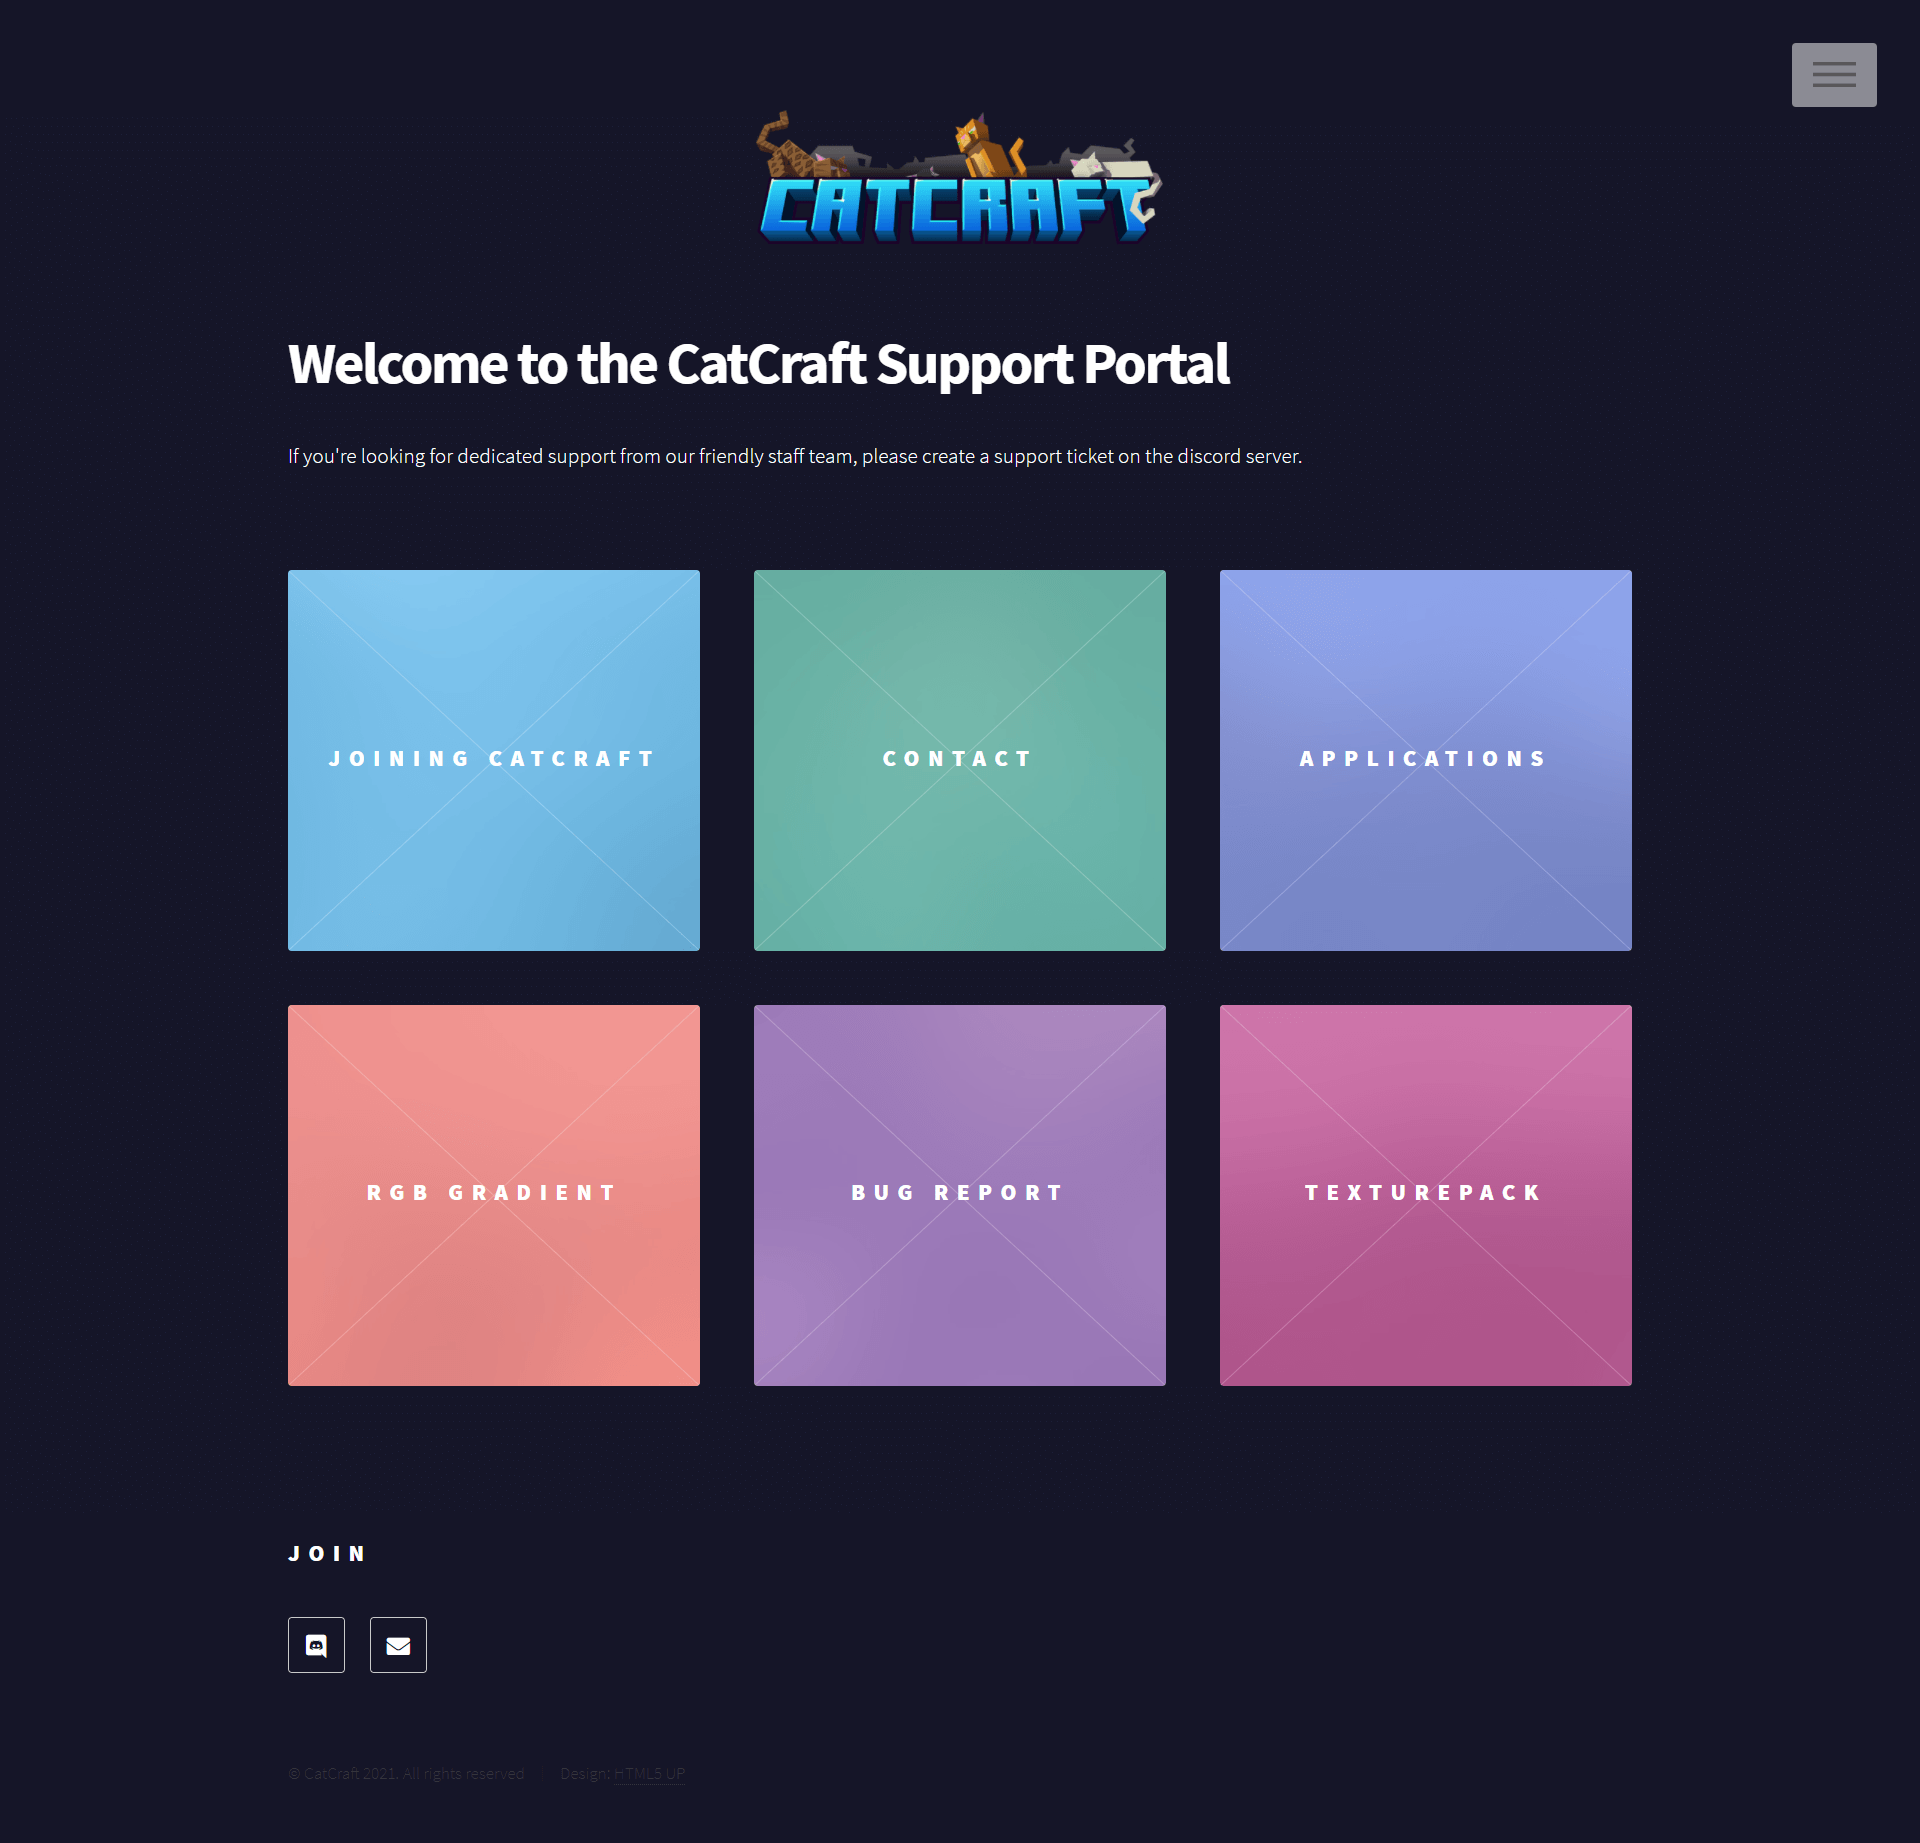 CATCRAFT
Welcome to the CatCraft Support Portal
If you're looking for dedicated support from our friendly staff team, please create a support ticket on the discord server.
JOINING CATCRAFT
CONTACT
APPLICATIONS
RGB GRADIENT
BUG REPORT
TEXTUREPACK
JOIN
© CatCraft 2021. All rights reserved Design: HTML5 UP